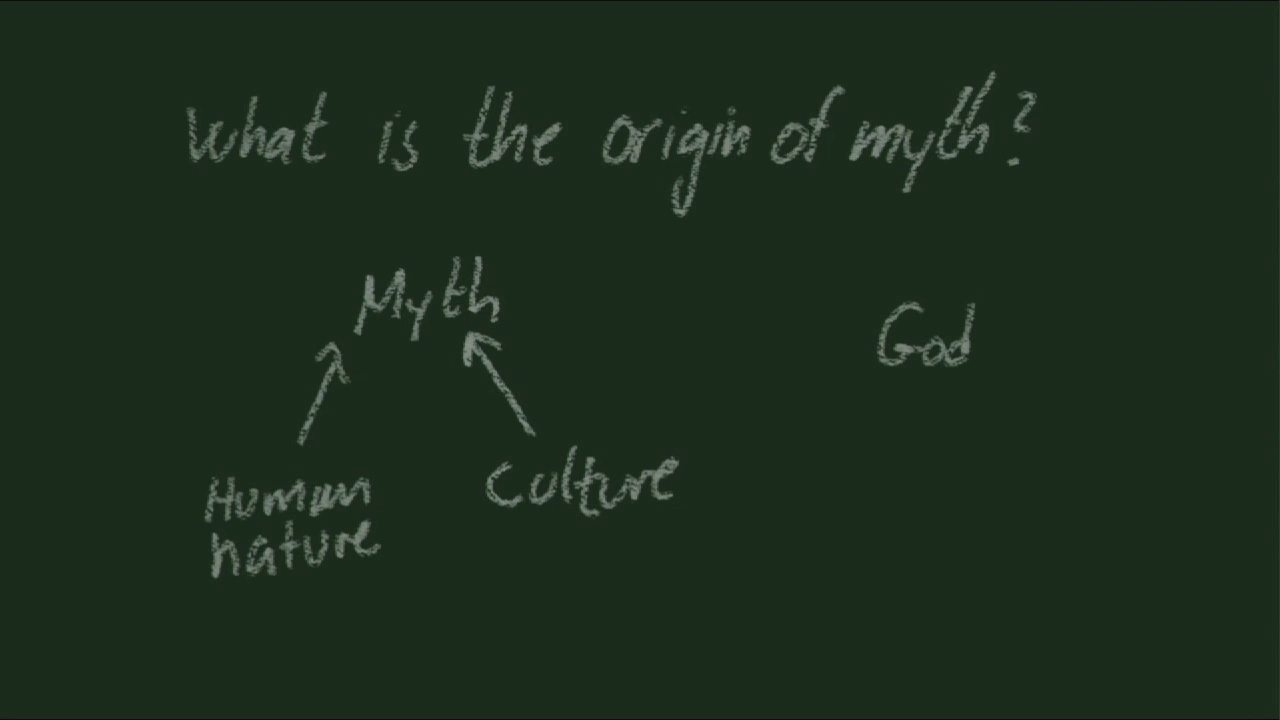 What is the origin of myth?
Myth
God
Human
nature
Culture